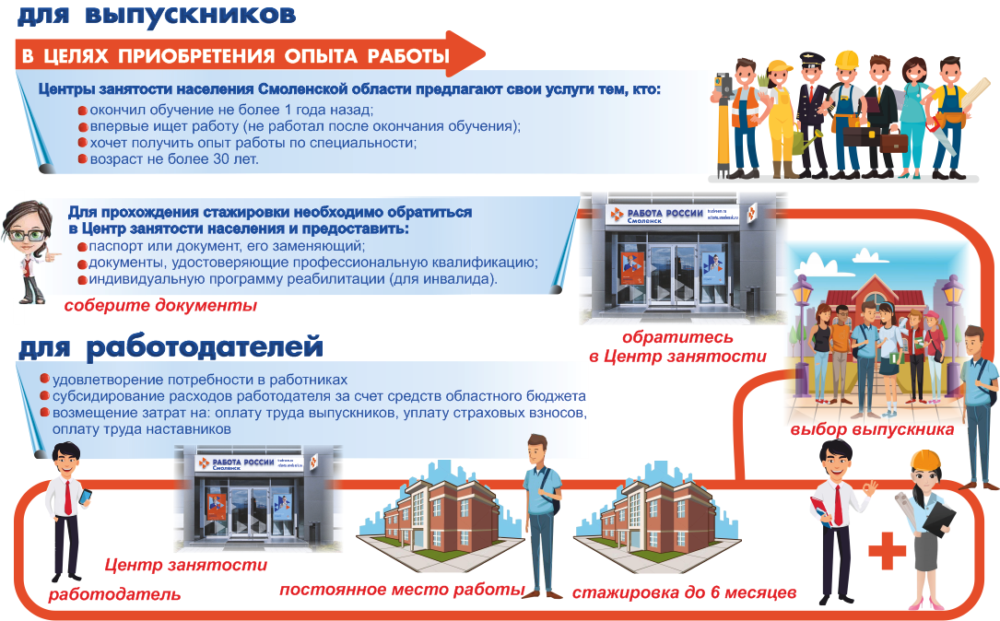 для выпускников
В ЦЕЛЯХ ПРИОБРЕТЕНИЯ ОПЫТА РАБОТЫ
Центры занятости населения Смоленской области предлагают свои услуги тем, кто:
окончил обучение не более 1 года назад;
впервые ищет работу (не работал после окончания обучения);
хочет получить опыт работы по специальности;
возраст не более 30 лет.
Для прохождения стажировки необходимо обратиться
в Центр занятости населения и предоставить:
паспорт или документ, его заменяющий;
документы, удостоверяющие профессиональную квалификацию;
индивидуальную программу реабилитации (для инвалида).
соберите документы
РАБОТА РОССИИ
Смоленск
обратитесь
в Центр занятости
выбор выпускника
для работодателей
удовлетворение потребности в работниках
субсидирование расходов работодателя за счет средств областного бюджета
возмещение затрат на: оплату труда выпускников, уплату страховых взносов,
оплату труда наставников
РАБОТА РОССИИ
Смоленск
Центр занятости
работодатель
постоянное место работы
стажировка до 6 месяцев